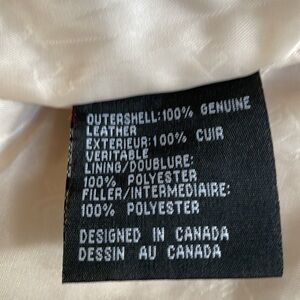 OUTERSHELL:100% GENUINE
LEATHER
EXTERIEUR:100% CUIR
VERITABLE
LINING/DOUBLURE:
100% POLYESTER
FILLER/INTERMEDIAIRE:
100% POLYESTER
DESIGNED IN CANADA
DESSIN AU CANADA